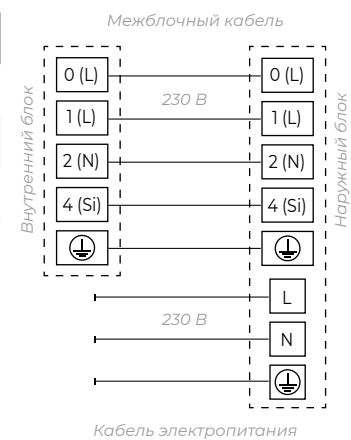 Межблочный кабель
0 (L) 0 (L)
230 В
1 (L) 1 (L)
2 (N) 2 (N)
4 (Si) 4 (Si)
Внутренний блок
Наружный блок
L
230 В
N
Кабель электропитания